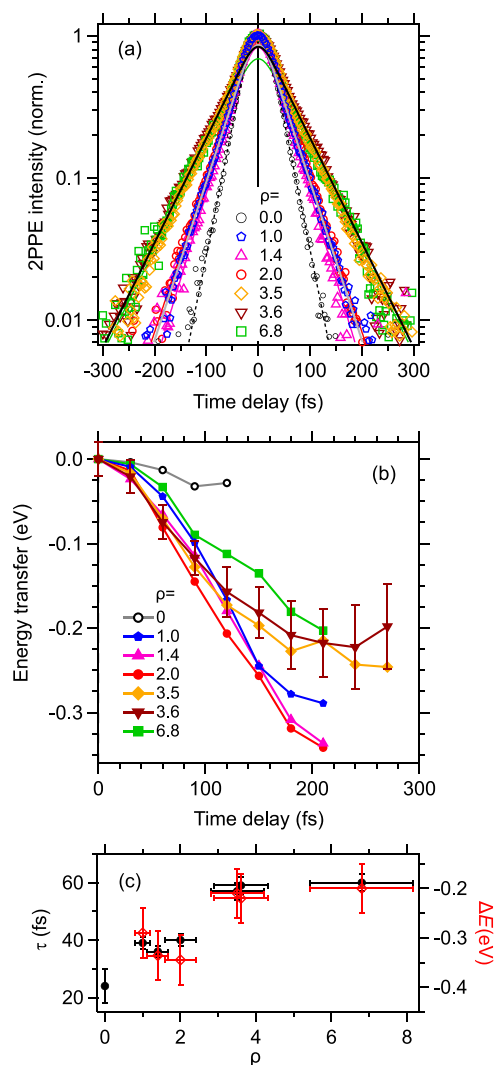 (a)
2PPE intensity (norm.)
1
0.1
0.01
ρ=
0.0
1.0
1.4
2.0
3.5
3.6
6.8
-300 -200 -100 0 100 200 300
Time delay (fs)
(b)
Energy transfer (eV)
0.0
-0.1
-0.2
-0.3
ρ=
0
1.0
1.4
2.0
3.5
3.6
6.8
0 100 200 300
Time delay (fs)
(c)
τ (fs)
60
40
20
-0.2
-0.3
-0.4
ΔE(eV)
0 2 4 6 8
ρ